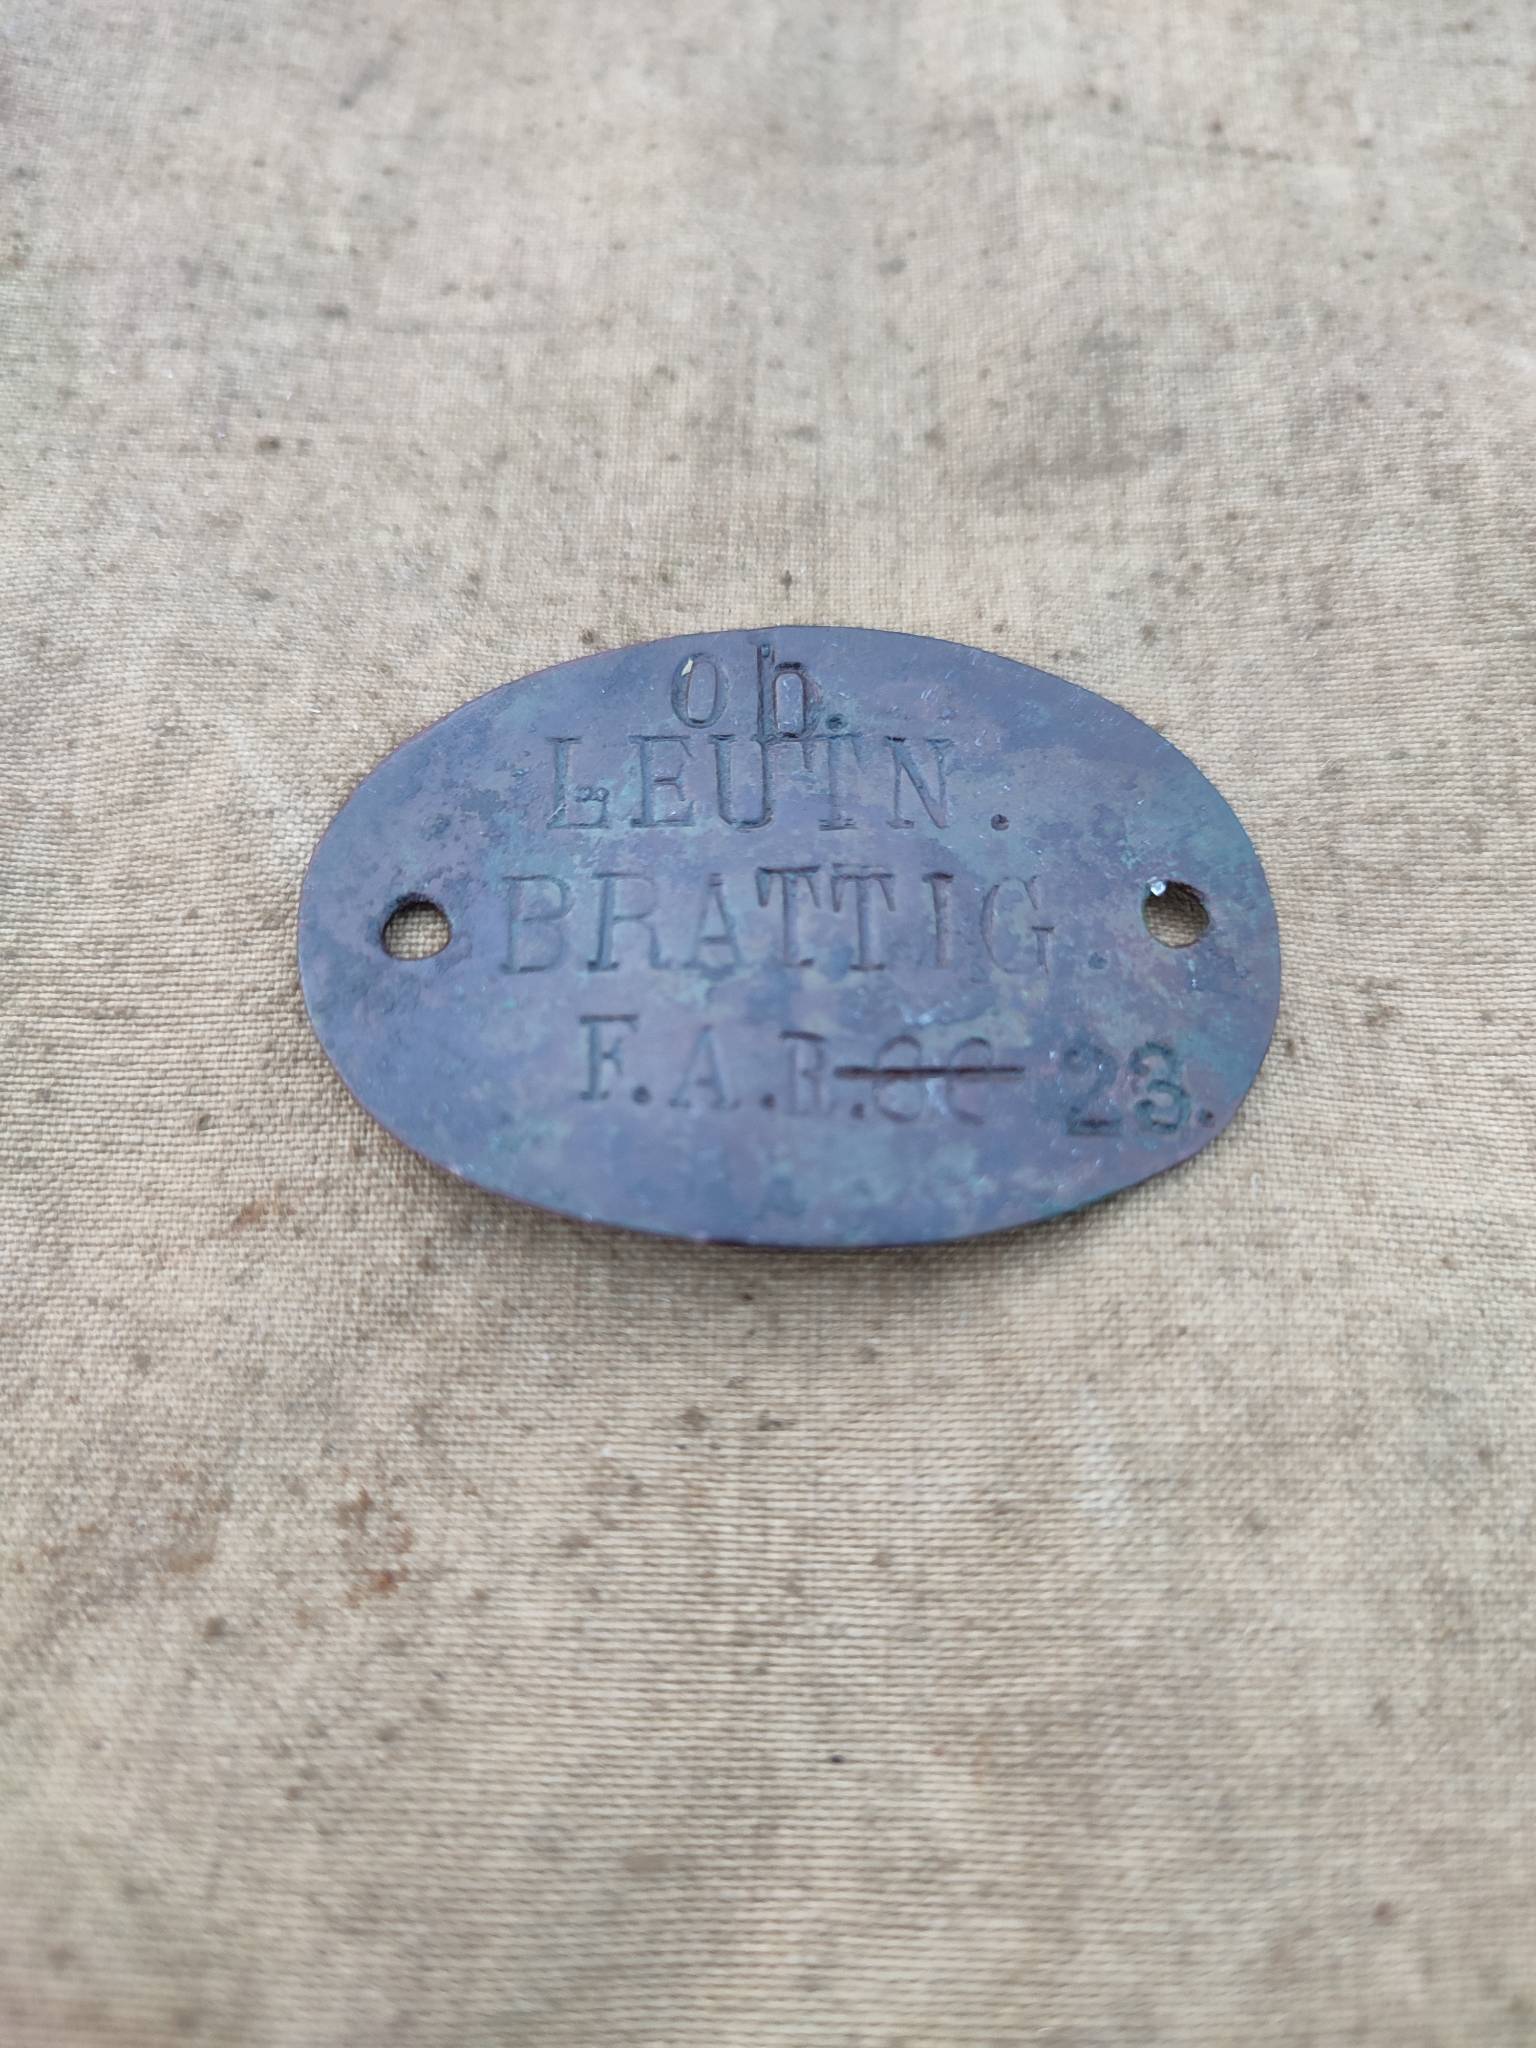 ob.
LEUTN.
BRATTIG.
F.A.R. 23.